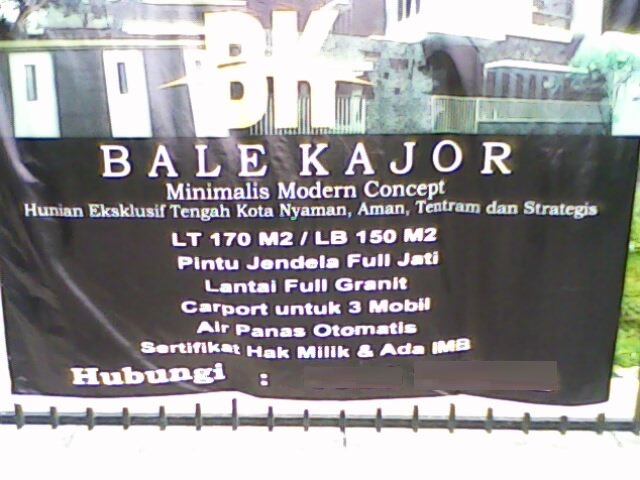 BK
BALE KAJOR
Minimalis Modern Concept
Hunian Eksklusif Tengah Kota Nyaman, Aman, Tentram dan Strategis
LT 170 M2 / LB 150 M2
Pintu Jendela Full Jati
Lantai Full Granit
Carport untuk 3 Mobil
Air Panas Otomatis
Sertifikat Hak Milik & Ada IMB
Hubungi :